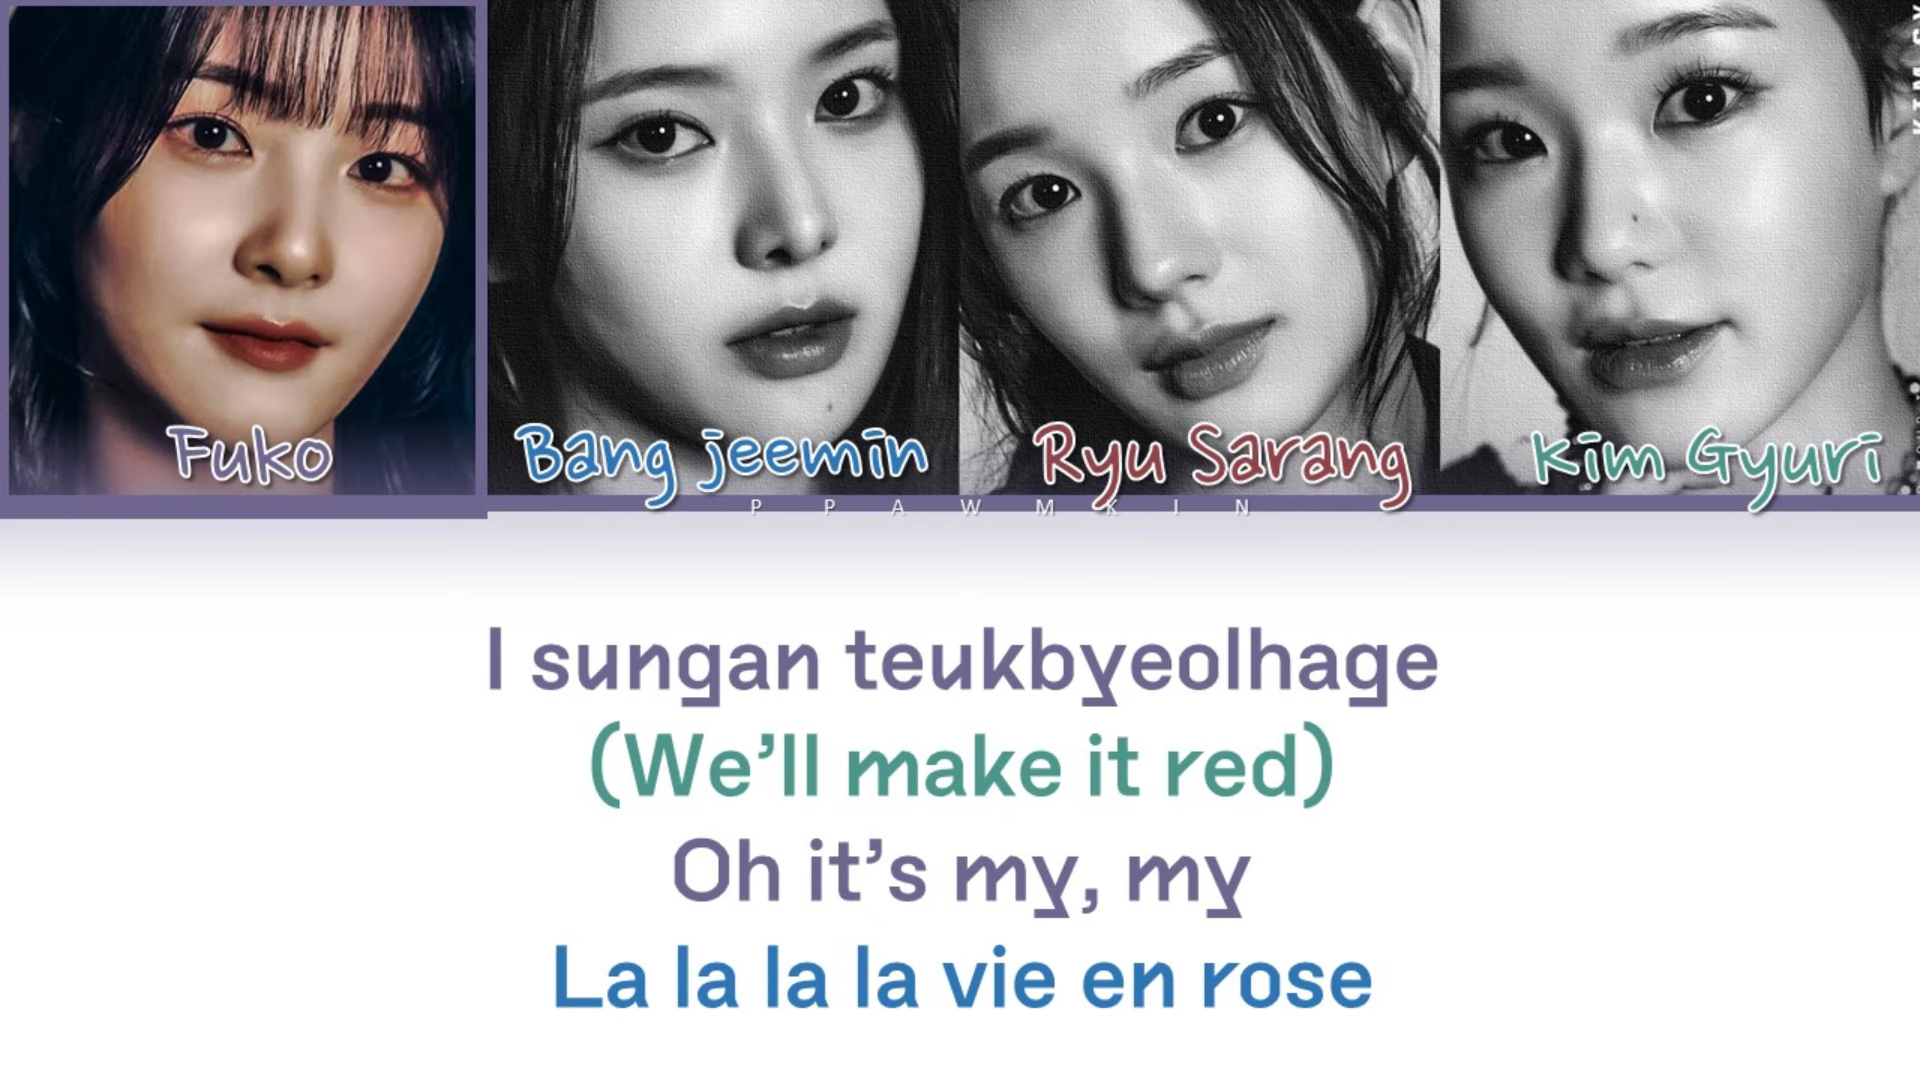 Fuko
Bang jeemin
Ryu Sarang
Kim Gyuri
PPAWMKIN
I sungan teukbyeolhage
(We’ll make it red)
Oh it’s my, my
La la la la vie en rose